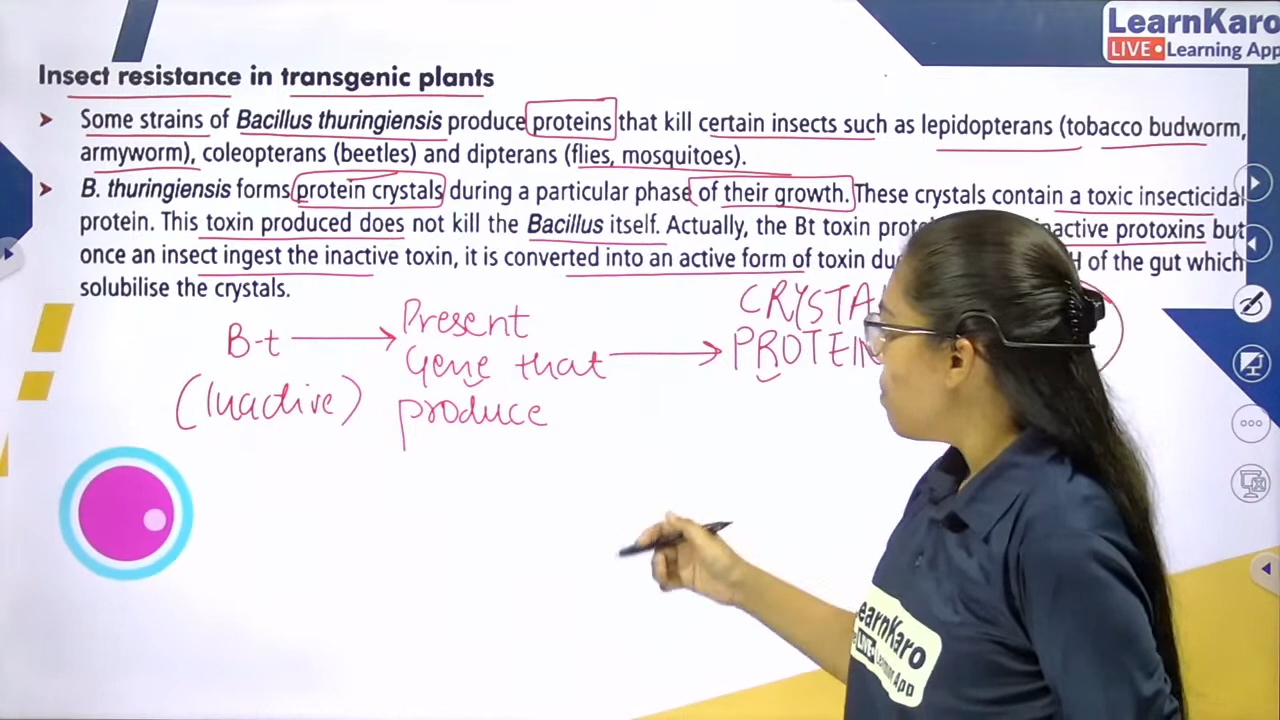 LearnKaro
LIVE Learning App
Insect resistance in transgenic plants
Some strains of Bacillus thuringiensis produce proteins that kill certain insects such as lepidopterans (tobacco budworm,
armyworm), coleopterans (beetles) and dipterans (flies, mosquitoes).
B. thuringiensis forms protein crystals during a particular phase of their growth. These crystals contain a toxic insecticidal
protein. This toxin produced does not kill the Bacillus itself. Actually, the Bt toxin protoxins but
once an insect ingest the inactive toxin, it is converted into an active form of toxin of the gut which
solubilise the crystals.
B-t
(Inactive)
Present
Gene that
produce
PROTEIN
LearnKaro
LIVE Learning App